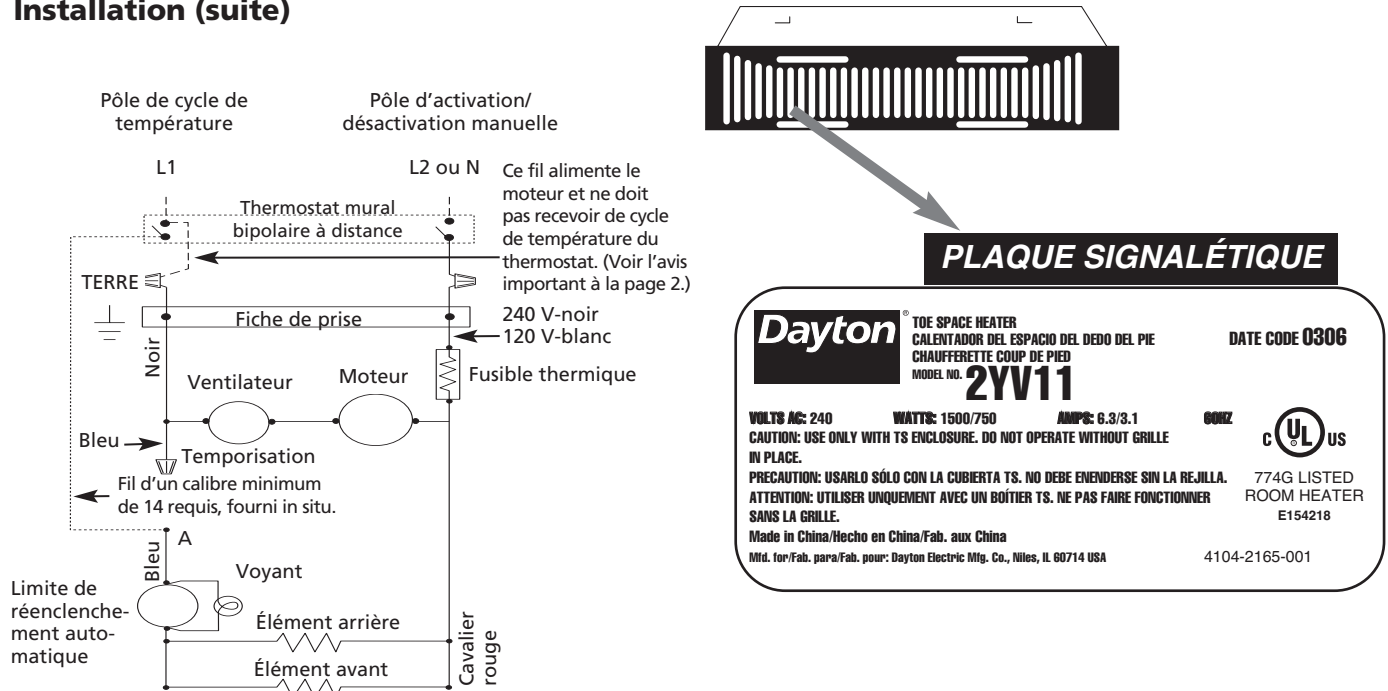 Installation (suite)
Pôle de cycle de
température
Pôle d'activation/
désactivation manuelle
L1
L2 ou N
Ce fil alimente le
moteur et ne doit
pas recevoir de cycle
de température du
thermostat. (Voir l'avis
important à la page 2.)
Thermostat mural
bipolaire à distance
TERRE
Fiche de prise
240 V-noir
120 V-blanc
Noir
Ventilateur
Moteur
Fusible thermique
Bleu
Temporisation
Fil d'un calibre minimum
de 14 requis, fourni in situ.
A
Bleu
Voyant
Limite de
réenclenche-
ment auto-
matique
Élément arrière
Élément avant
Cavalier
rouge
PLAQUE SIGNALÉTIQUE
Dayton®
TOE SPACE HEATER
CALENTADOR DEL ESPACIO DEL DEDO DEL PIE
CHAUFFERETTE COUP DE PIED
MODEL NO. 2YV11
DATE CODE 0306
VOLTS AC: 240 WATTS: 1500/750 AMPS: 6.3/3.1 60HZ
CAUTION: USE ONLY WITH TS ENCLOSURE. DO NOT OPERATE WITHOUT GRILLE
IN PLACE.
PRECAUTION: USARLO SÓLO CON LA CUBIERTA TS. NO DEBE ENENDERSE SIN LA REJILLA.
ATTENTION: UTILISER UNQUEMENT AVEC UN BOÎTIER TS. NE PAS FAIRE FONCTIONNER
SANS LA GRILLE.
Made in China/Hecho en China/Fab. aux China
Mfd. for/Fab. para/Fab. pour: Dayton Electric Mfg. Co., Niles, IL 60714 USA
C UL® US
774G LISTED
ROOM HEATER
E154218
4104-2165-001